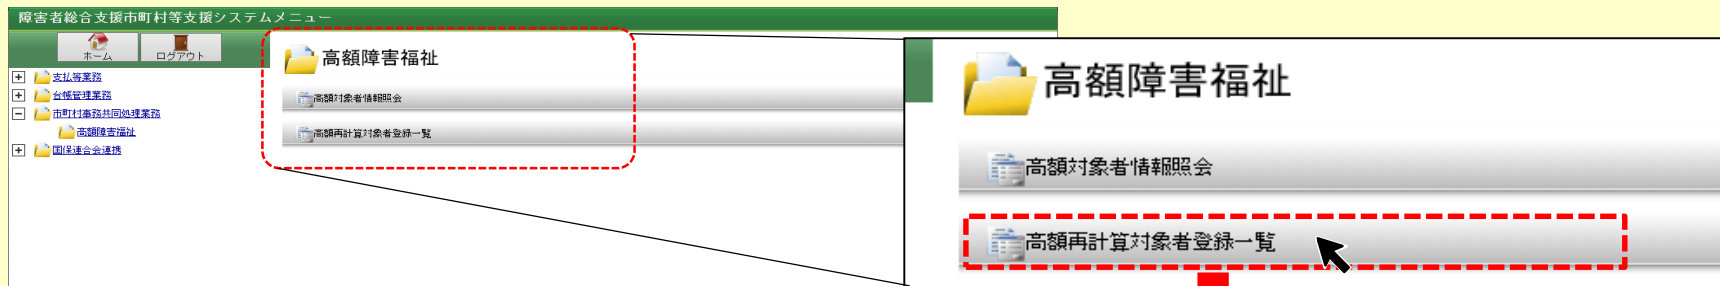 障害者総合支援市町村等支援システムメニュー
ホーム
ログアウト
支払等業務
台帳管理業務
市町村事務共同処理業務
高額障害福祉
国保連合会連携
高額障害福祉
高額対象者情報照会
高額再計算対象者登録一覧
高額障害福祉
高額対象者情報照会
高額再計算対象者登録一覧